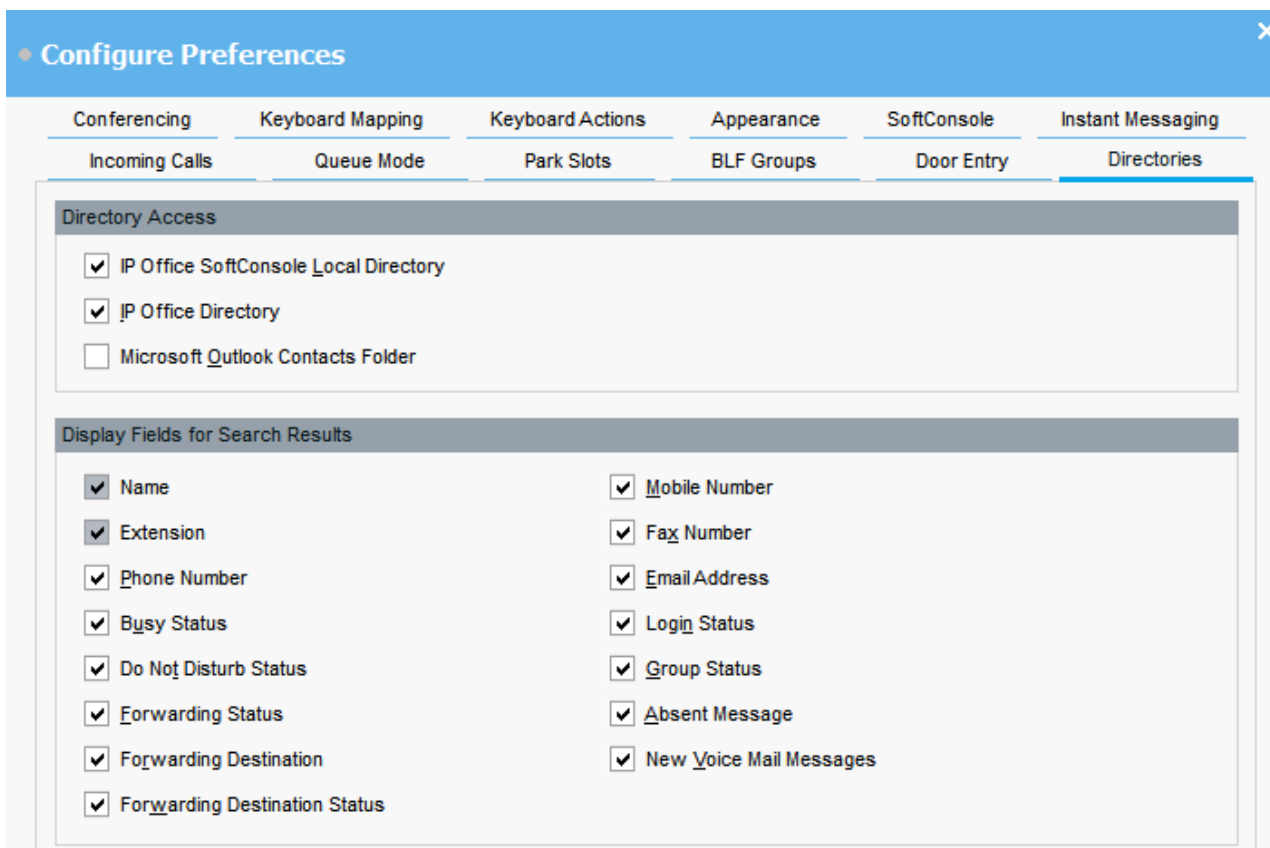 Configure Preferences
Conferencing Keyboard Mapping Keyboard Actions Appearance SoftConsole Instant Messaging
Incoming Calls Queue Mode Park Slots BLF Groups Door Entry Directories
Directory Access
IP Office SoftConsole Local Directory
IP Office Directory
Microsoft Outlook Contacts Folder
Display Fields for Search Results
Name Mobile Number
Extension Fax Number
Phone Number Email Address
Busy Status Login Status
Do Not Disturb Status Group Status
Forwarding Status Absent Message
Forwarding Destination New Voice Mail Messages
Forwarding Destination Status